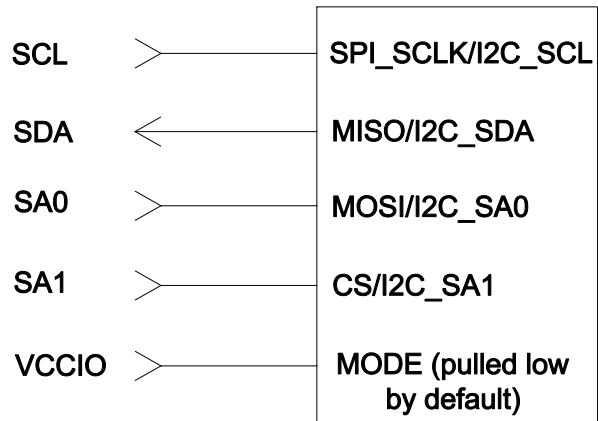 SCL SPI_SCLK/I2C_SCL
SDA MISO/I2C_SDA
SA0 MOSI/I2C_SA0
SA1 CS/I2C_SA1
VCCIO MODE (pulled low
by default)